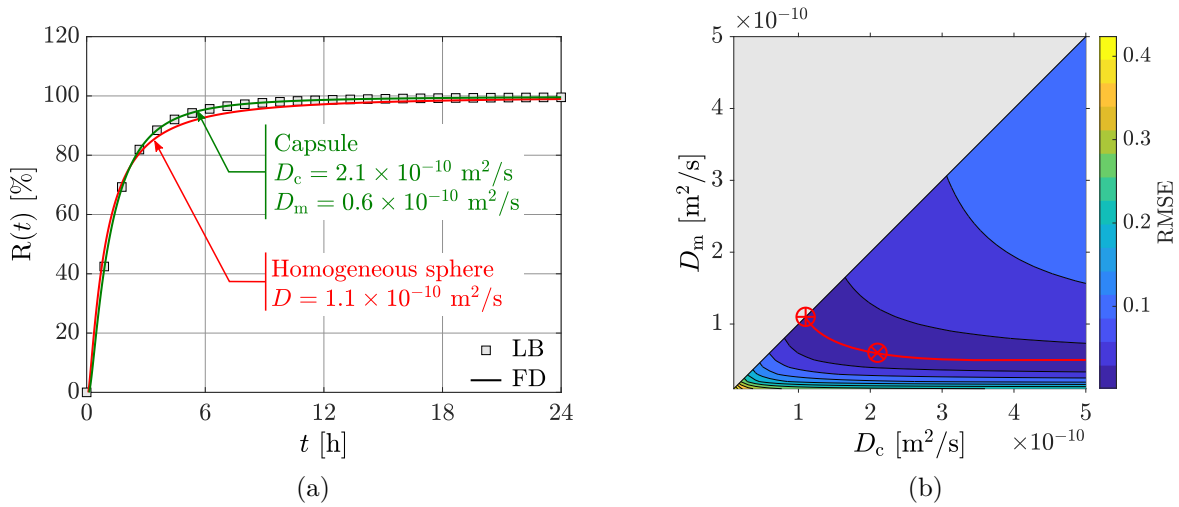 120
100
80
60
40
20
0
R(t) [%]
0
6
12
18
24
t [h]
Capsule
D_c = 2.1 × 10^{-10} m²/s
D_m = 0.6 × 10^{-10} m²/s
Homogeneous sphere
D = 1.1 × 10^{-10} m²/s
LB
FD
(a)
×10^{-10}
5
4
3
2
1
D_m [m²/s]
1
2
3
4
5
D_c [m²/s]
×10^{-10}
0.4
0.3
0.2
0.1
RMSE
(b)